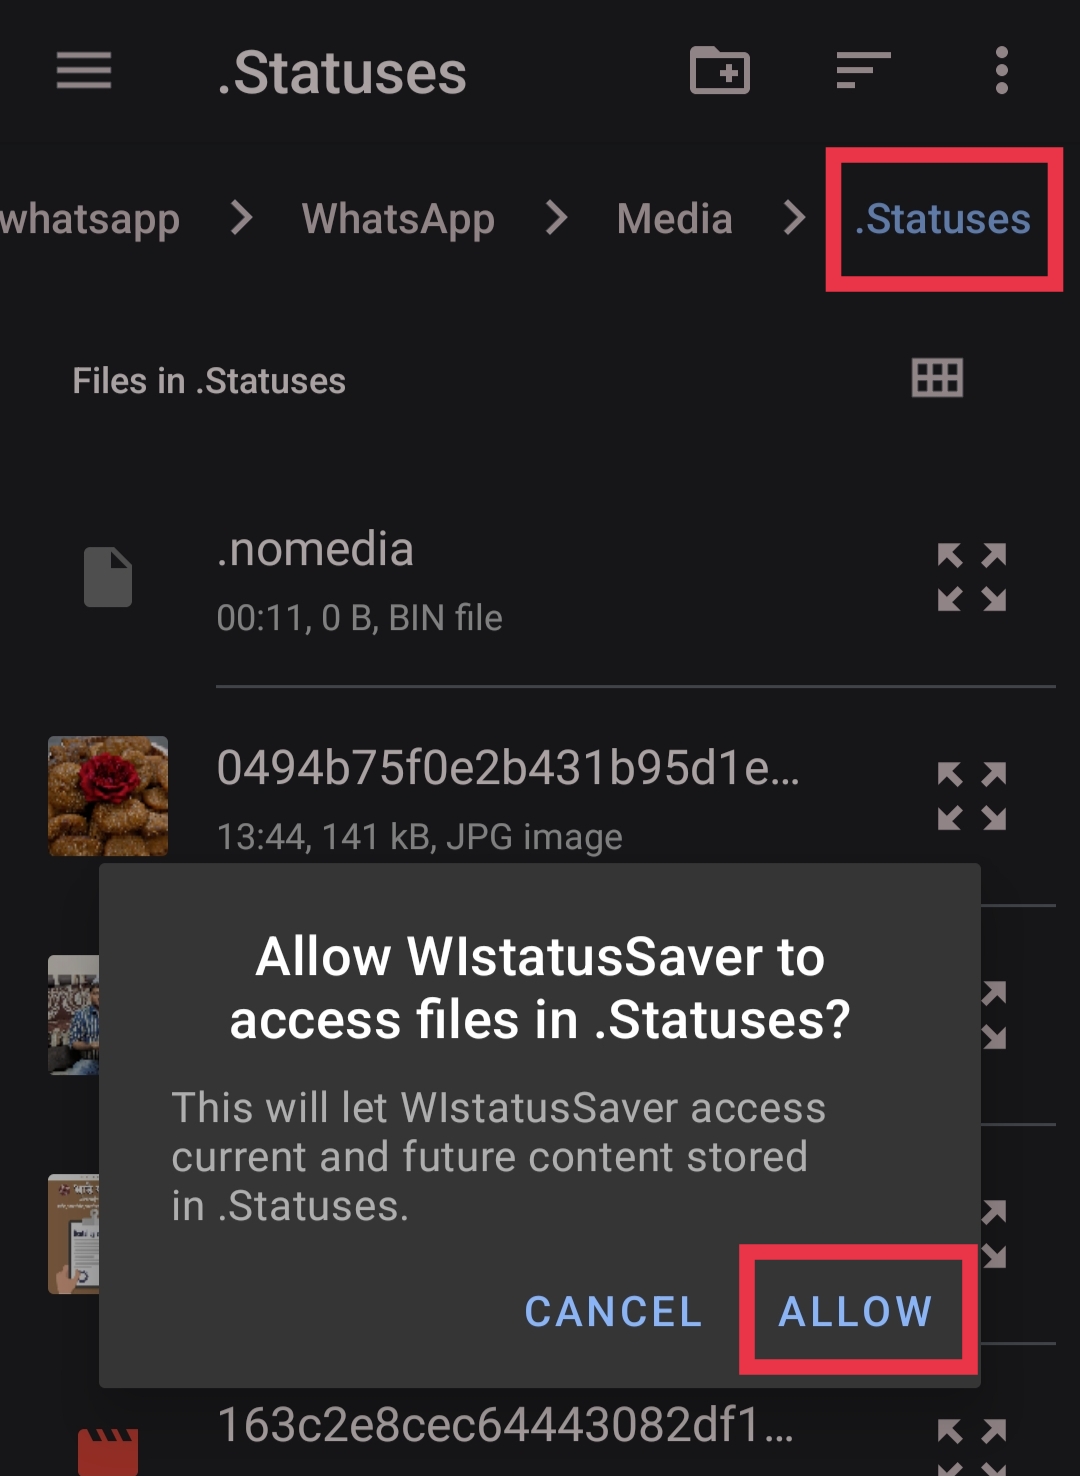 .Statuses
whatsapp > WhatsApp > Media > .Statuses
Files in .Statuses
.nomedia
00:11, 0 B, BIN file
0494b75f0e2b431b95d1e...
13:44, 141 kB, JPG image
Allow WIstatusSaver to
access files in .Statuses?
This will let WIstatusSaver access
current and future content stored
in .Statuses.
CANCEL ALLOW
163c2e8cec64443082df1...